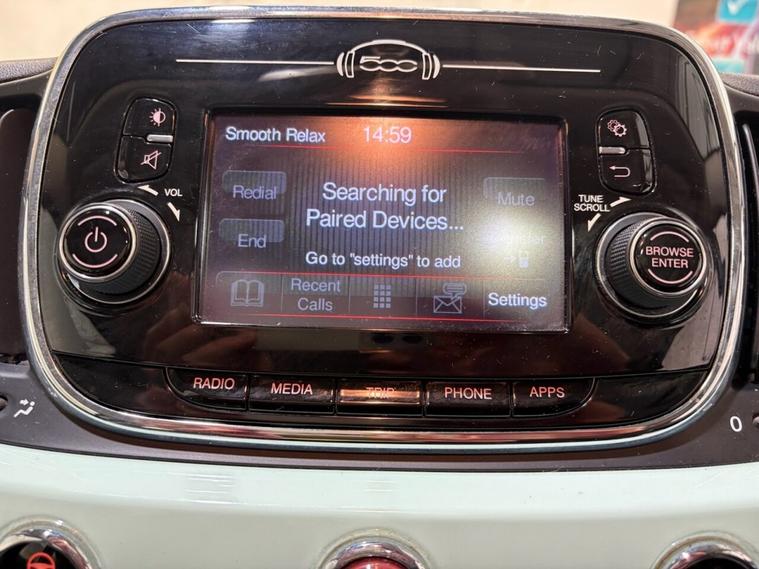 500
Smooth Relax 14:59
VOL
TUNE
SCROLL
Redial
Searching for
Paired Devices...
Mute
End
Go to "settings" to add
Recent
Calls
Settings
BROWSE
ENTER
RADIO
MEDIA
TRIP
PHONE
APPS
0